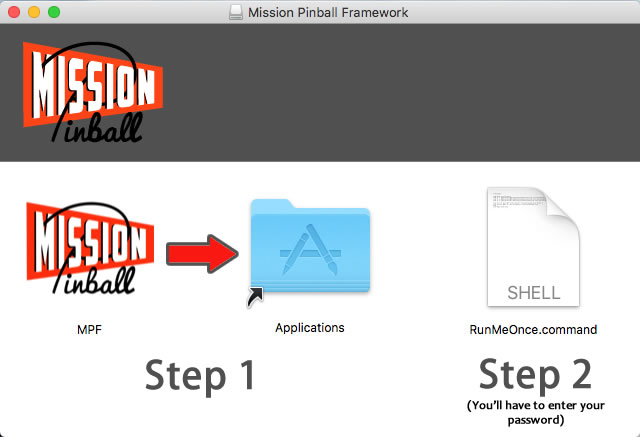 Mission Pinball Framework
MISSION
Pinball
MISSION
Pinball
SHELL
MPF
Applications
RunMeOnce.command
Step 1
Step 2
(You'll have to enter your
password)